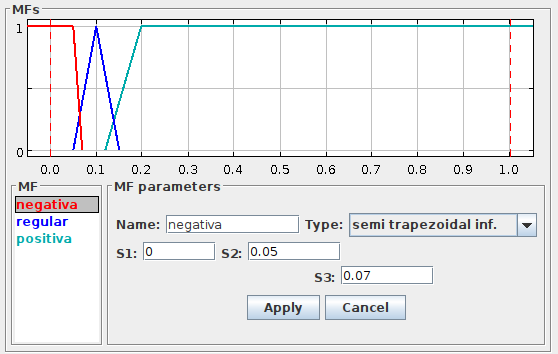 MFs
1
0
0.0 0.1 0.2 0.3 0.4 0.5 0.6 0.7 0.8 0.9 1.0
MF
negativa
regular
positiva
MF parameters
Name: negativa Type: semi trapezoidal inf.
S1: 0 S2: 0.05
S3: 0.07
Apply Cancel